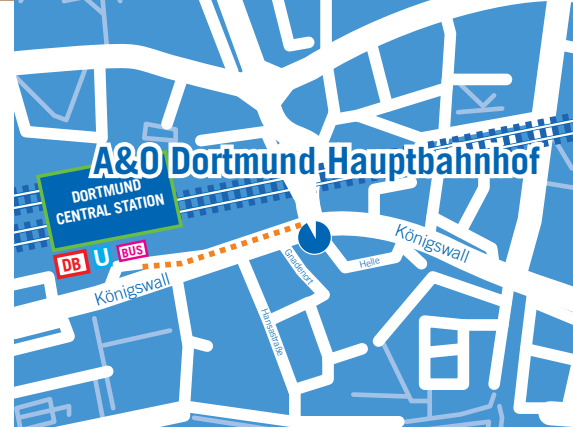 A&O Dortmund Hauptbahnhof
DORTMUND
CENTRAL STATION
DB U BUS
Königswall
Königswall
Gnadenort
Helle
Hansastraße